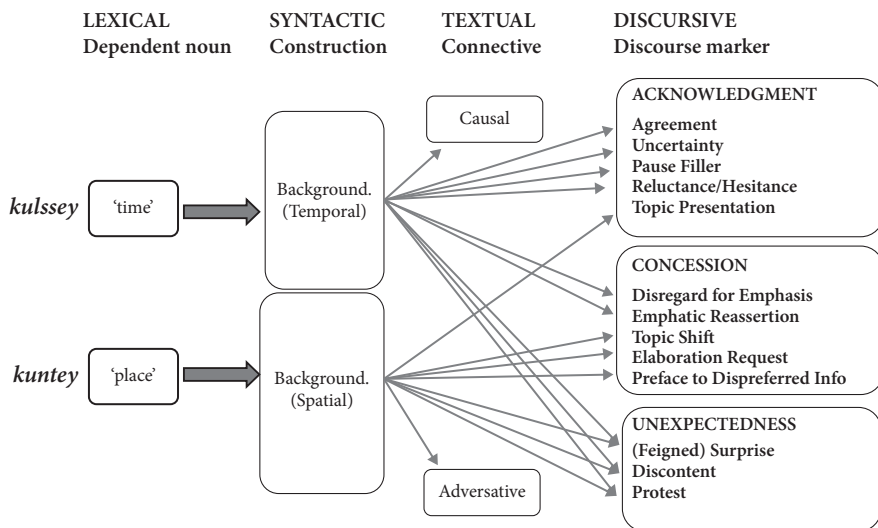 LEXICAL
Dependent noun
SYNTACTIC
Construction
TEXTUAL
Connective
DISCURSIVE
Discourse marker
kulssey
‘time’
Background.
(Temporal)
Causal
ACKNOWLEDGMENT
Agreement
Uncertainty
Pause Filler
Reluctance/Hesitance
Topic Presentation
CONCESSION
Disregard for Emphasis
Emphatic Reassertion
Topic Shift
Elaboration Request
Preface to Dispreferred Info
kuntey
‘place’
Background.
(Spatial)
Adversative
UNEXPECTEDNESS
(Feigned) Surprise
Discontent
Protest